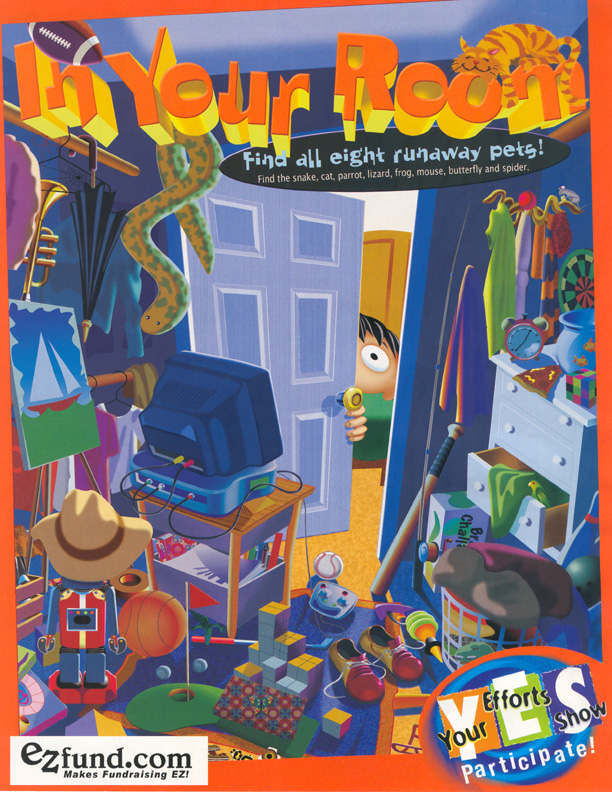 In Your Room
Find all eight runaway pets!
Find the snake, cat, parrot, lizard, frog, mouse, butterfly and spider.
YES
Your Efforts Show
Participate!
ezfund.com
Makes Fundraising EZ!